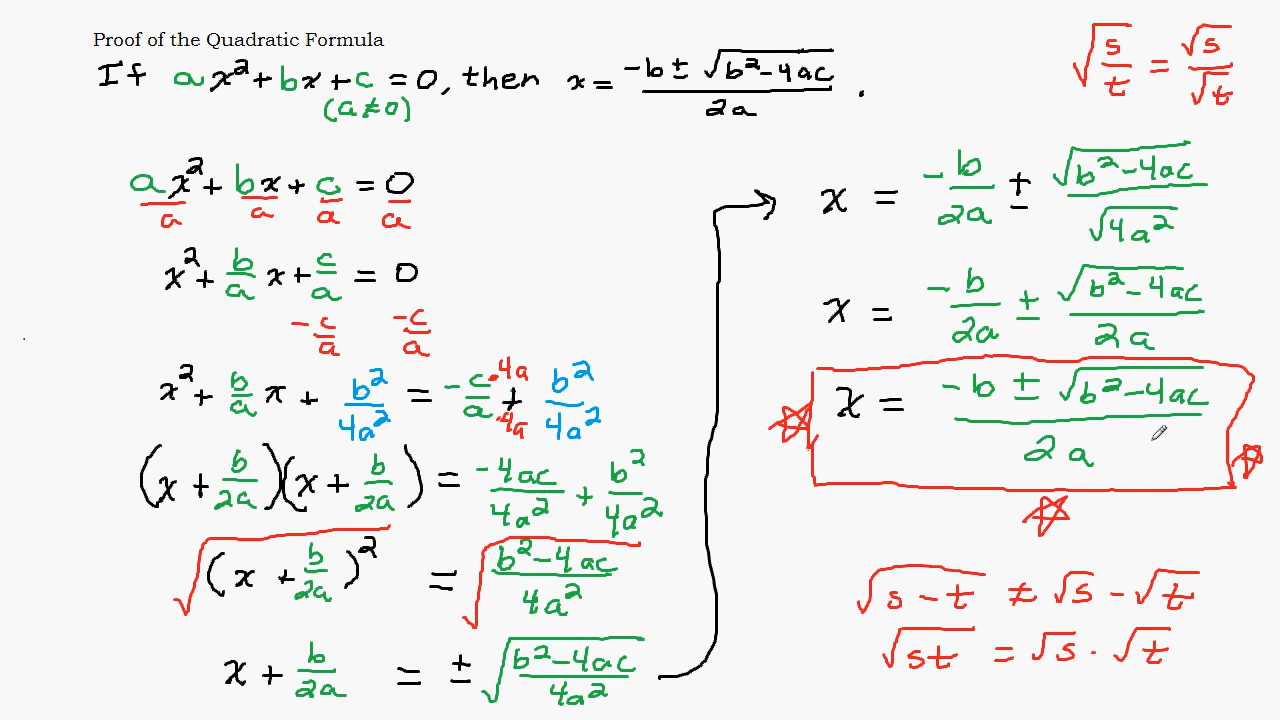 Proof of the Quadratic Formula
If ax²+bx+c=0, then x = (-b ± √(b²-4ac))/(2a) .
(a≠0)
√(s/t) = √s/√t
ax²/a + bx/a + c/a = 0/a
x² + b/a x + c/a = 0
-c/a -c/a
x² + b/a x + b²/4a² = -c/a ·4a/·4a + b²/4a²
(x + b/2a)(x + b/2a) = -4ac/4a² + b²/4a²
√(x + b/2a)² = √((b²-4ac)/4a²)
x + b/2a = ± √((b²-4ac)/4a²)
x = -b/2a ± √(b²-4ac)/√(4a²)
x = -b/2a ± √(b²-4ac)/2a
x = (-b ± √(b²-4ac))/2a
√(s-t) ≠ √s - √t
√(st) = √s · √t